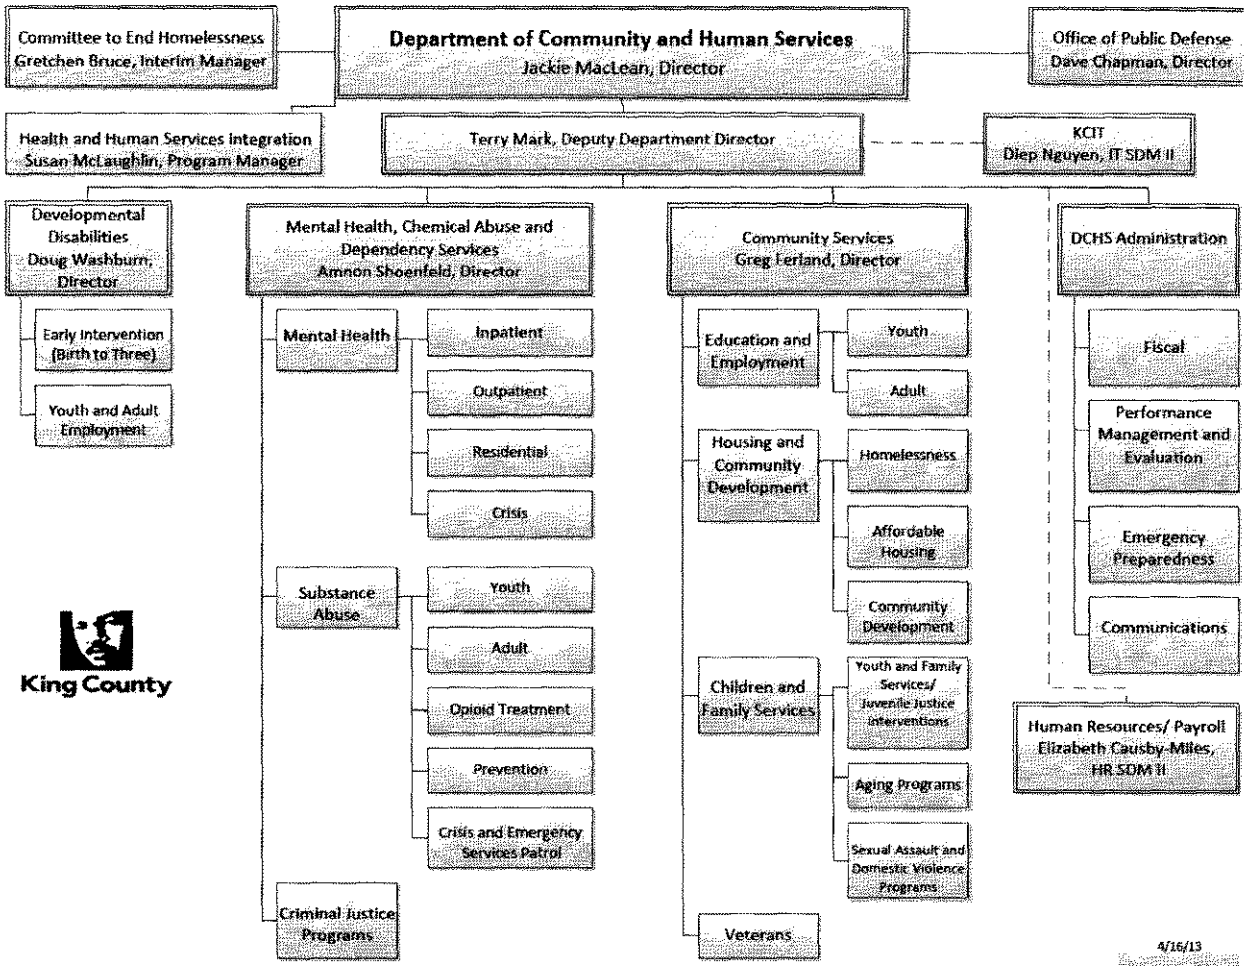 Committee to End Homelessness
Gretchen Bruce, Interim Manager
Department of Community and Human Services
Jackie MacLean, Director
Office of Public Defense
Dave Chapman, Director
Health and Human Services Integration
Susan McLaughlin, Program Manager
Terry Mark, Deputy Department Director
KCIT
Diep Nguyen, IT SDM II
Developmental
Disabilities
Doug Washburn,
Director
Mental Health, Chemical Abuse and
Dependency Services
Amnon Shoenfeld, Director
Community Services
Greg Ferland, Director
DCHS Administration
Early Intervention
(Birth to Three)
Youth and Adult
Employment
Mental Health
Inpatient
Outpatient
Residential
Crisis
Substance
Abuse
Youth
Adult
Opioid Treatment
Prevention
Crisis and Emergency
Services Patrol
Criminal Justice
Programs
Education and
Employment
Youth
Adult
Housing and
Community
Development
Homelessness
Affordable
Housing
Community
Development
Children and
Family Services
Youth and Family
Services/
Juvenile Justice
Interventions
Aging Programs
Sexual Assault and
Domestic Violence
Programs
Veterans
Fiscal
Performance
Management and
Evaluation
Emergency
Preparedness
Communications
Human Resources/ Payroll
Elizabeth Causby-Miles,
HR SDM II
King County
4/16/13